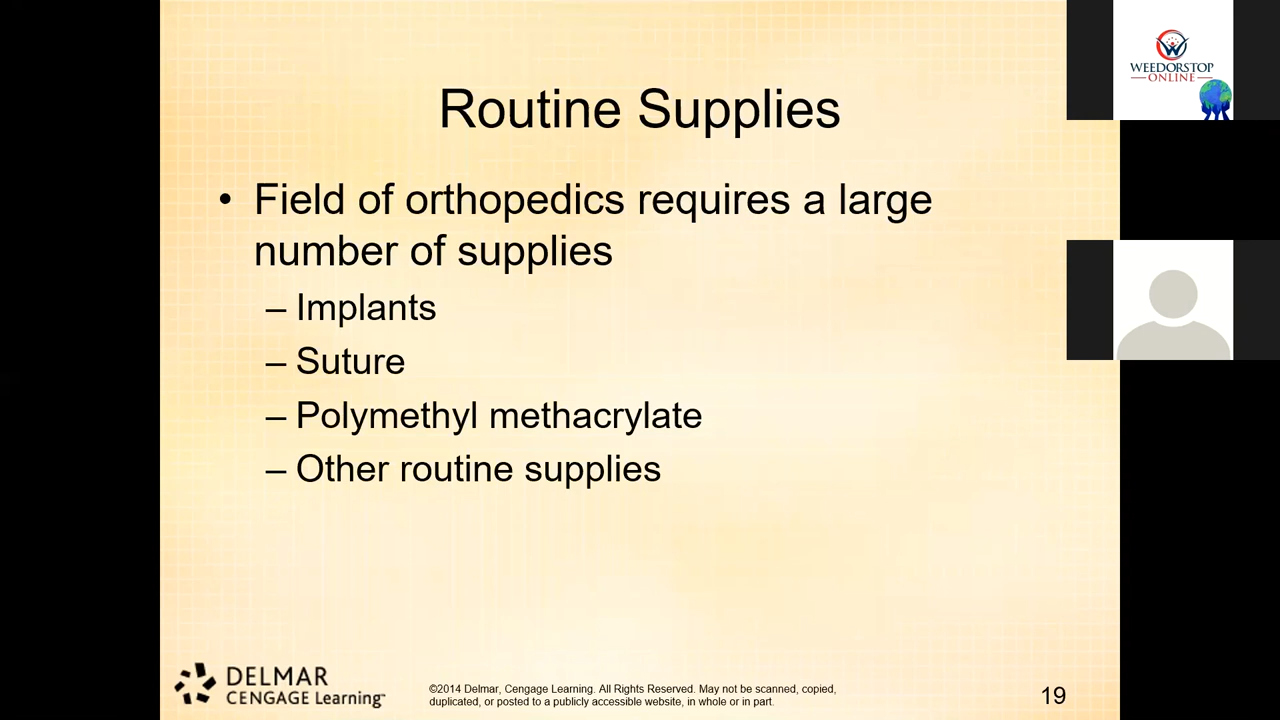 Routine Supplies
• Field of orthopedics requires a large
number of supplies
– Implants
– Suture
– Polymethyl methacrylate
– Other routine supplies
WEEDORSTOP
ONLINE
DELMAR
CENGAGE Learning™
©2014 Delmar, Cengage Learning. All Rights Reserved. May not be scanned, copied,
duplicated, or posted to a publicly accessible website, in whole or in part.
19